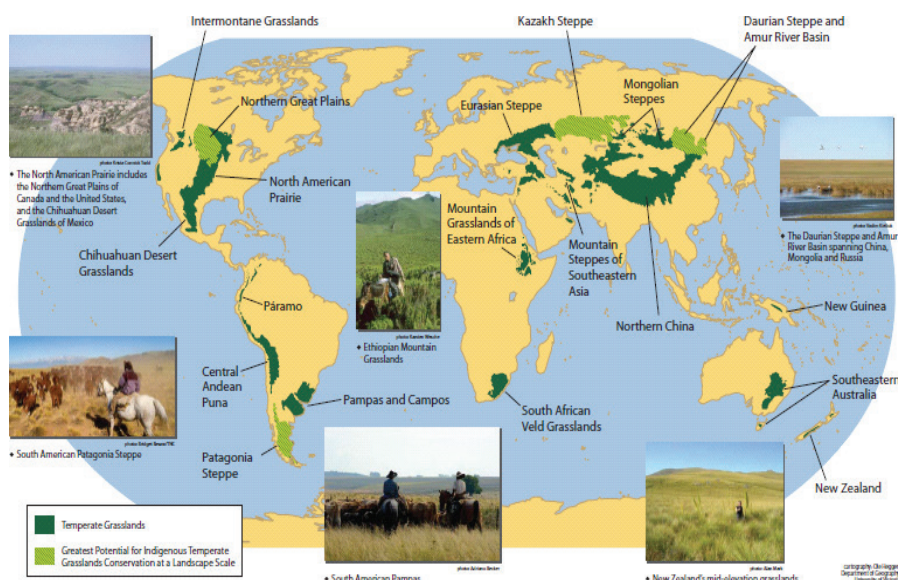 Intermontane Grasslands
Kazakh Steppe
Daurian Steppe and
Amur River Basin
Northern Great Plains
Eurasian Steppe
Mongolian
Steppes
North American
Prairie
• The North American Prairie includes
the Northern Great Plains of
Canada and the United States,
and the Chihuahuan Desert
Grasslands of Mexico
Chihuahuan Desert
Grasslands
Mountain
Grasslands of
Eastern Africa
Mountain
Steppes of
Southeastern
Asia
• The Daurian Steppe and Amur
River Basin spanning China,
Mongolia and Russia
Páramo
New Guinea
Northern China
• Ethiopian Mountain
Grasslands
Central
Andean
Puna
Pampas and Campos
South African
Veld Grasslands
Southeastern
Australia
• South American Patagonia Steppe
Patagonia
Steppe
New Zealand
Temperate Grasslands
Greatest Potential for Indigenous Temperate
Grasslands Conservation at a Landscape Scale
• South American Pampas
• New Zealand's mid-elevation grasslands
Department of Geography